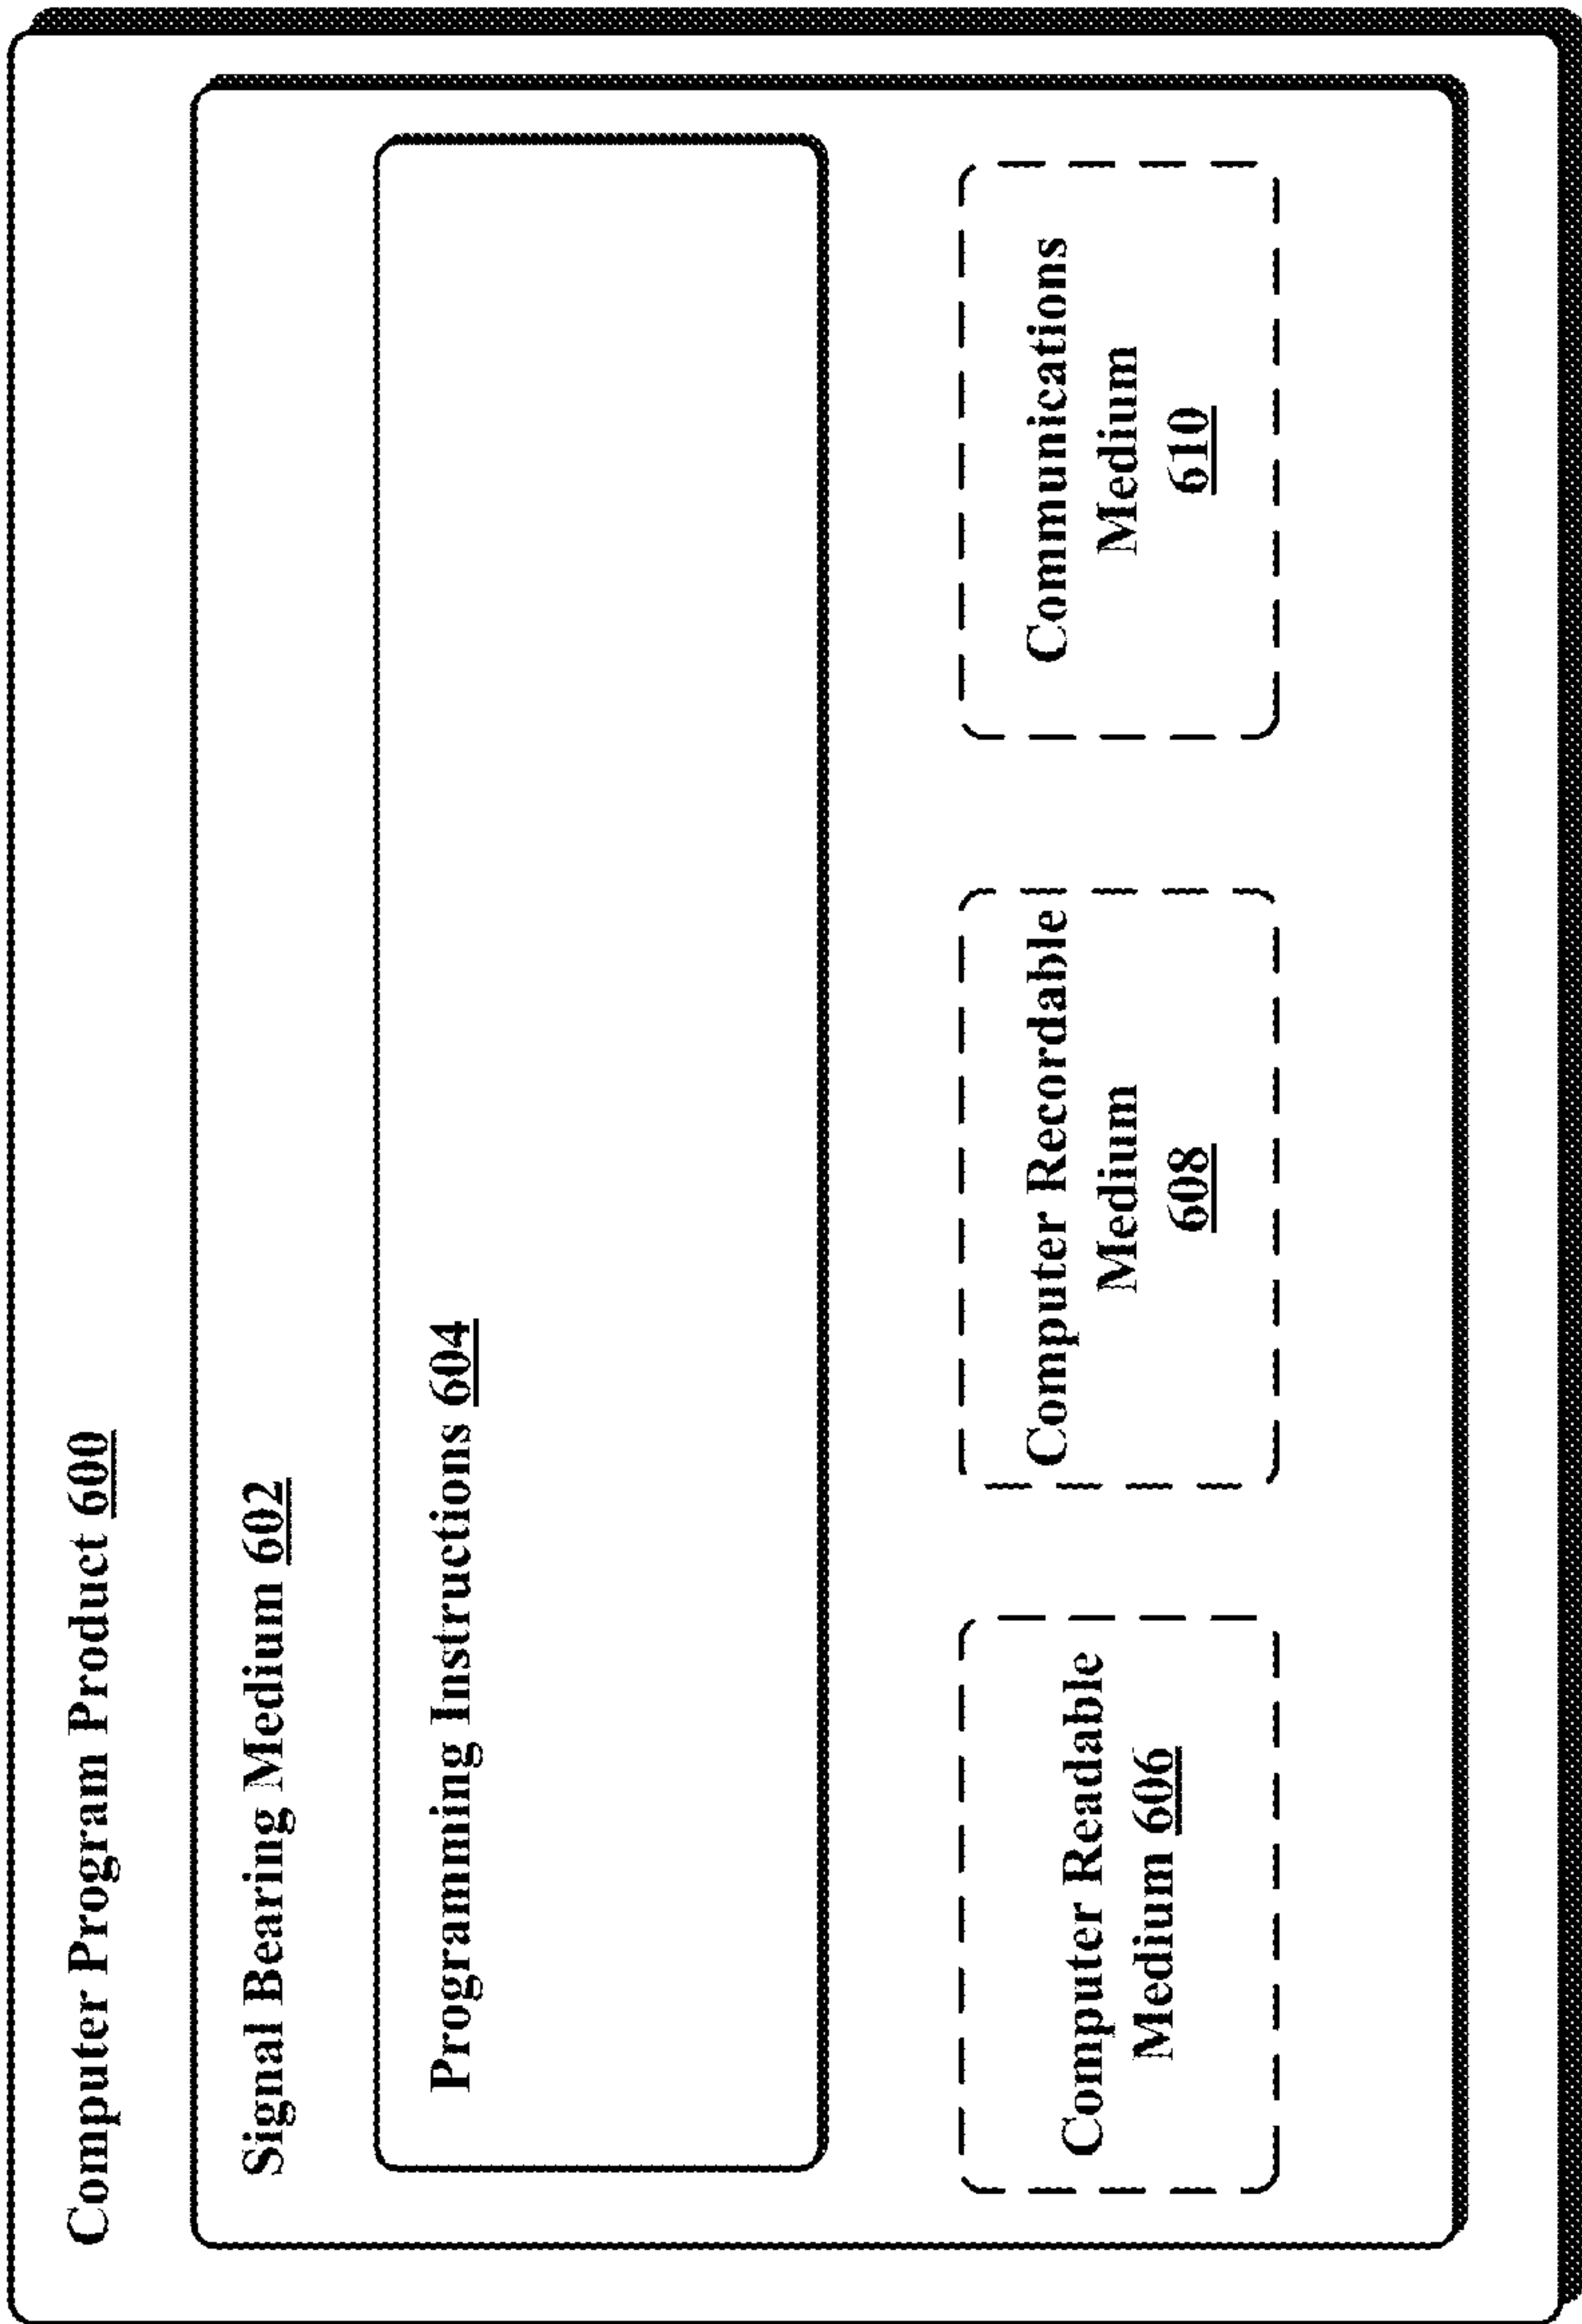 Computer Program Product 600
Signal Bearing Medium 602
Programming Instructions 604
Computer Readable
Medium 606
Computer Recordable
Medium
608
Communications
Medium
610